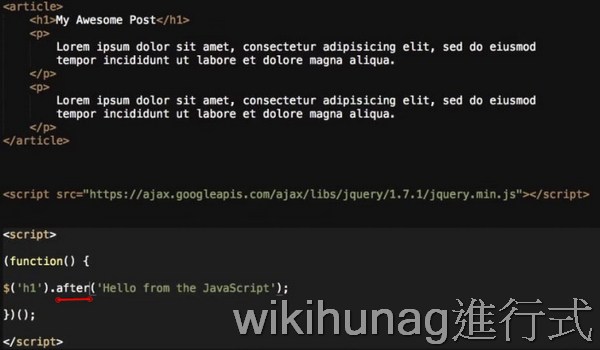 <article>
<h1>My Awesome Post</h1>
<p>
Lorem ipsum dolor sit amet, consectetur adipisicing elit, sed do eiusmod
tempor incididunt ut labore et dolore magna aliqua.
</p>
<p>
Lorem ipsum dolor sit amet, consectetur adipisicing elit, sed do eiusmod
tempor incididunt ut labore et dolore magna aliqua.
</p>
</article>
<script src="https://ajax.googleapis.com/ajax/libs/jquery/1.7.1/jquery.min.js"></script>
<script>
(function() {
$('h1').after('Hello from the JavaScript');
})();
</script>
wikihunag進行式